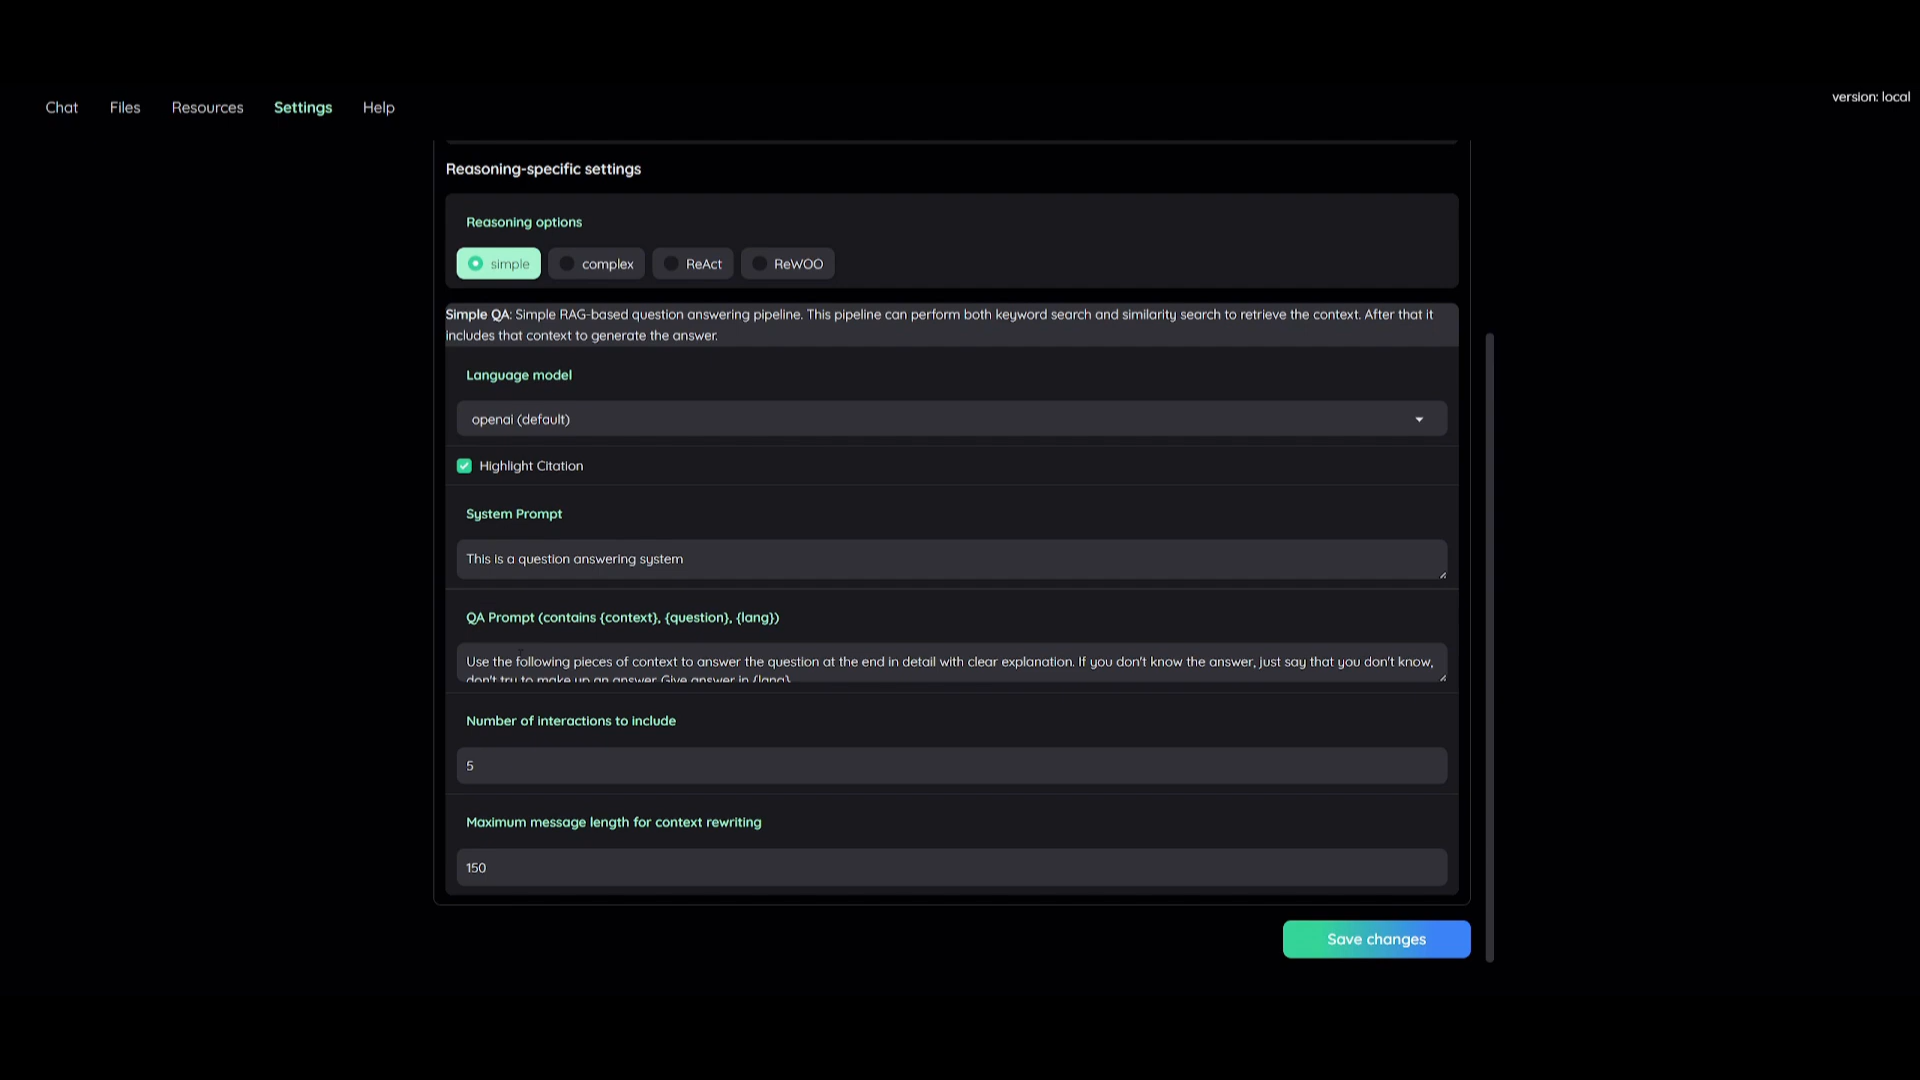 Chat Files Resources Settings Help
version: local
Reasoning-specific settings
Reasoning options
simple complex ReAct ReWOO
Simple QA: Simple RAG-based question answering pipeline. This pipeline can perform both keyword search and similarity search to retrieve the context. After that it
includes that context to generate the answer.
Language model
openai (default)
Highlight Citation
System Prompt
This is a question answering system
QA Prompt (contains {context}, {question}, {lang})
Use the following pieces of context to answer the question at the end in detail with clear explanation. If you don't know the answer, just say that you don't know,
don't try to make up an answer. Give answer in {lang}.
Number of interactions to include
5
Maximum message length for context rewriting
150
Save changes